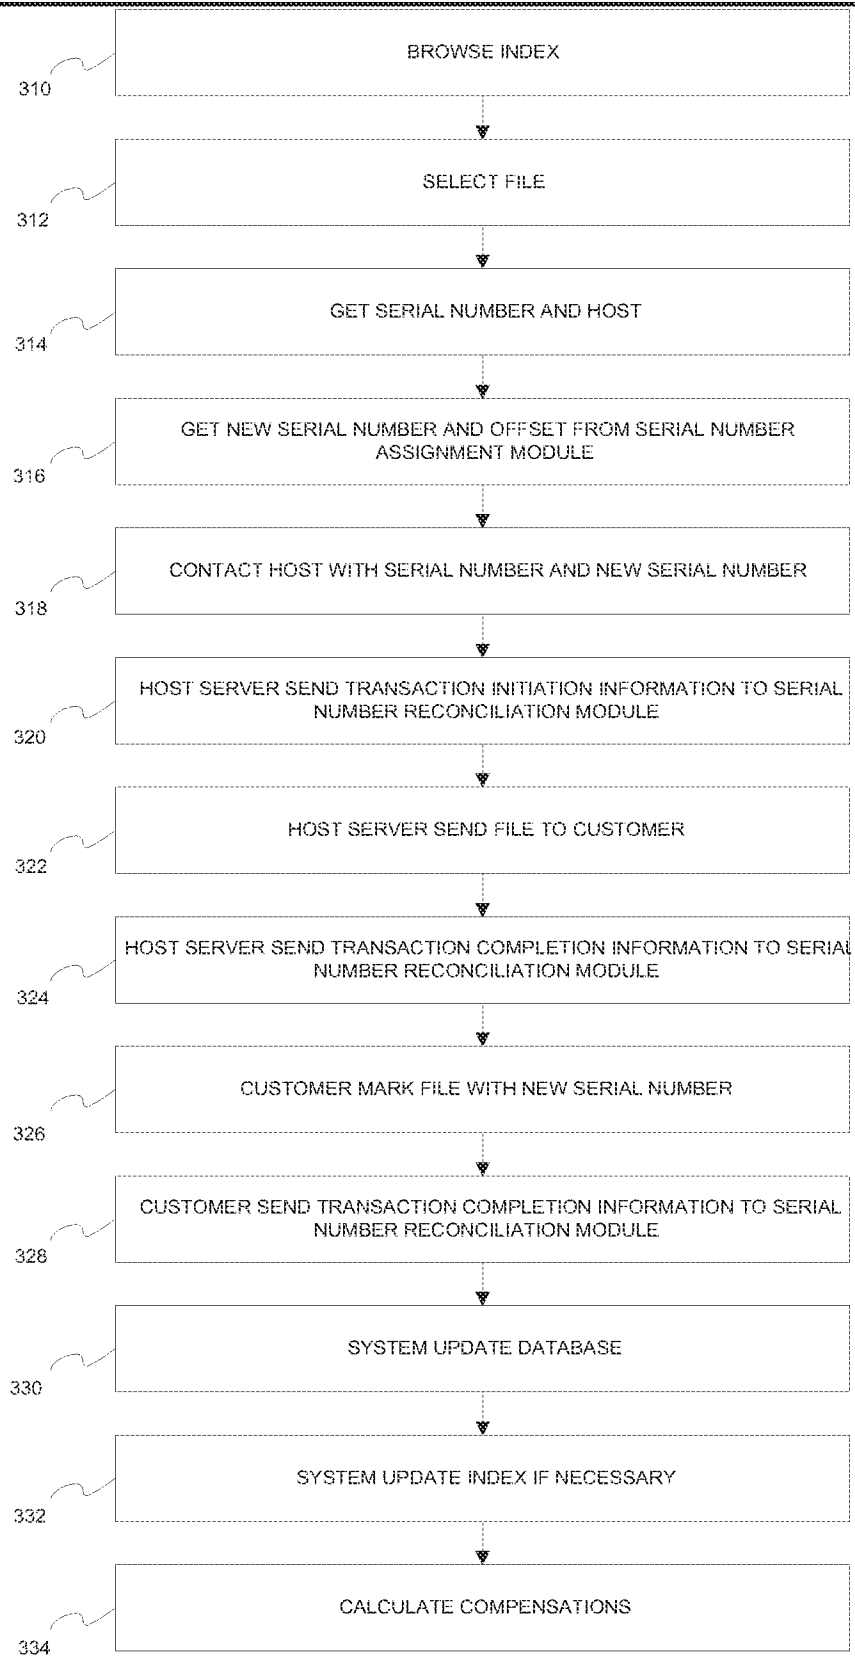 BROWSE INDEX
310
SELECT FILE
312
GET SERIAL NUMBER AND HOST
314
GET NEW SERIAL NUMBER AND OFFSET FROM SERIAL NUMBER
ASSIGNMENT MODULE
316
CONTACT HOST WITH SERIAL NUMBER AND NEW SERIAL NUMBER
318
HOST SERVER SEND TRANSACTION INITIATION INFORMATION TO SERIAL
NUMBER RECONCILIATION MODULE
320
HOST SERVER SEND FILE TO CUSTOMER
322
HOST SERVER SEND TRANSACTION COMPLETION INFORMATION TO SERIAL
NUMBER RECONCILIATION MODULE
324
CUSTOMER MARK FILE WITH NEW SERIAL NUMBER
326
CUSTOMER SEND TRANSACTION COMPLETION INFORMATION TO SERIAL
NUMBER RECONCILIATION MODULE
328
SYSTEM UPDATE DATABASE
330
SYSTEM UPDATE INDEX IF NECESSARY
332
CALCULATE COMPENSATIONS
334